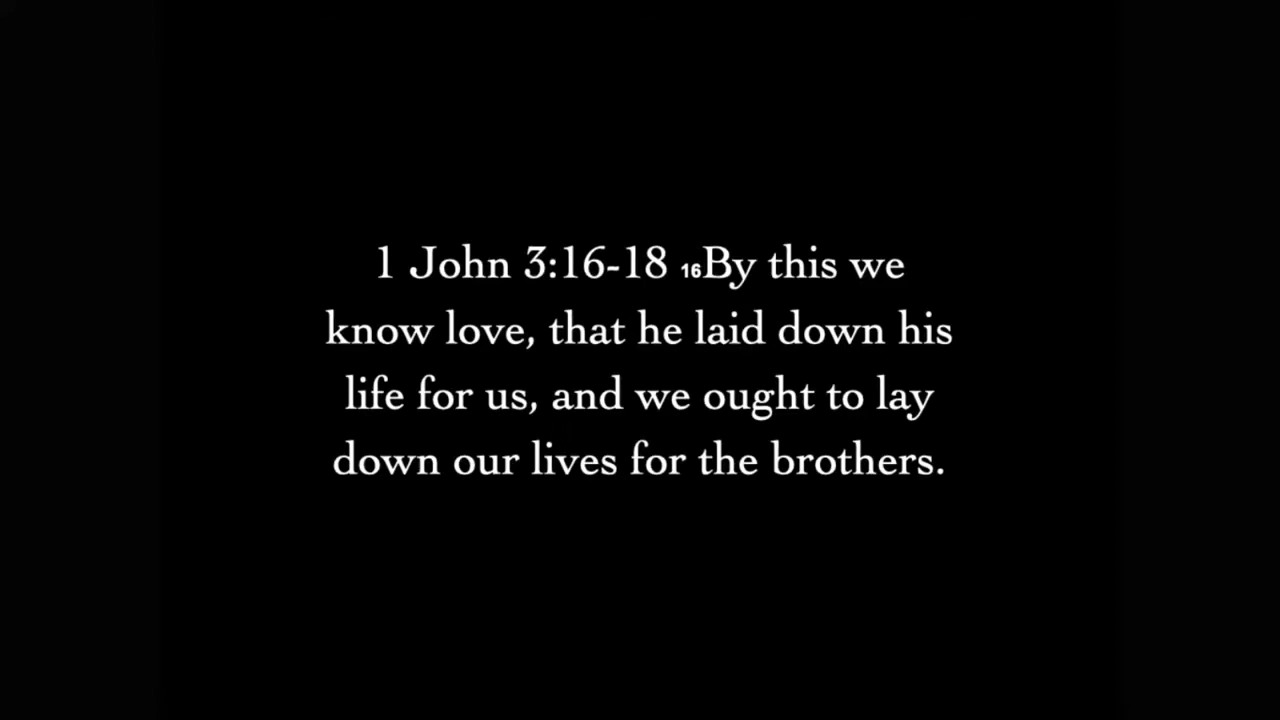 1 John 3:16-18 16By this we
know love, that he laid down his
life for us, and we ought to lay
down our lives for the brothers.